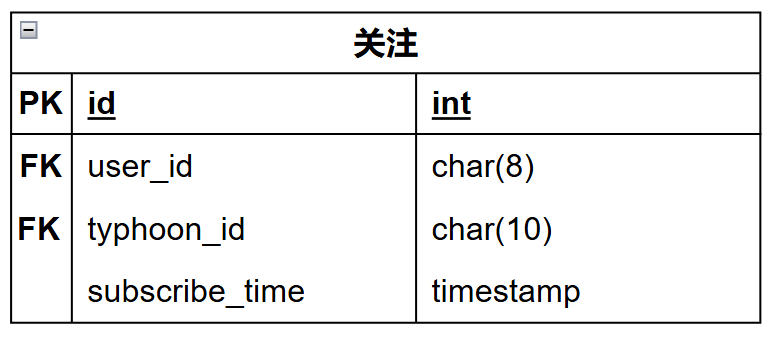 关注
PK id int
FK user_id char(8)
FK typhoon_id char(10)
subscribe_time timestamp